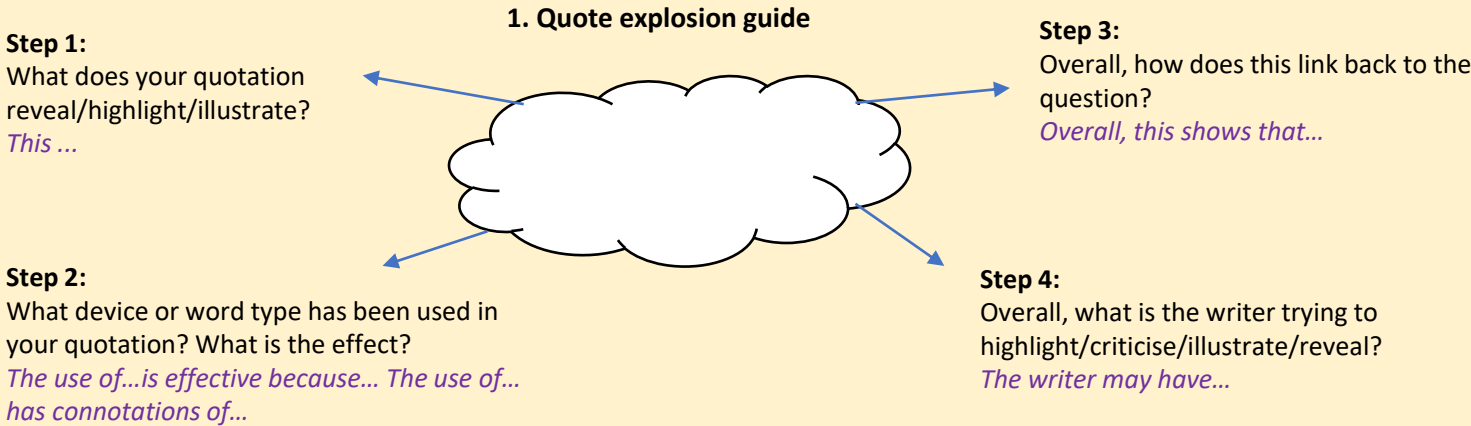 1. Quote explosion guide
Step 1:
What does your quotation
reveal/highlight/illustrate?
This ...
Step 2:
What device or word type has been used in
your quotation? What is the effect?
The use of...is effective because... The use of...
has connotations of...
Step 3:
Overall, how does this link back to the
question?
Overall, this shows that...
Step 4:
Overall, what is the writer trying to
highlight/criticise/illustrate/reveal?
The writer may have...